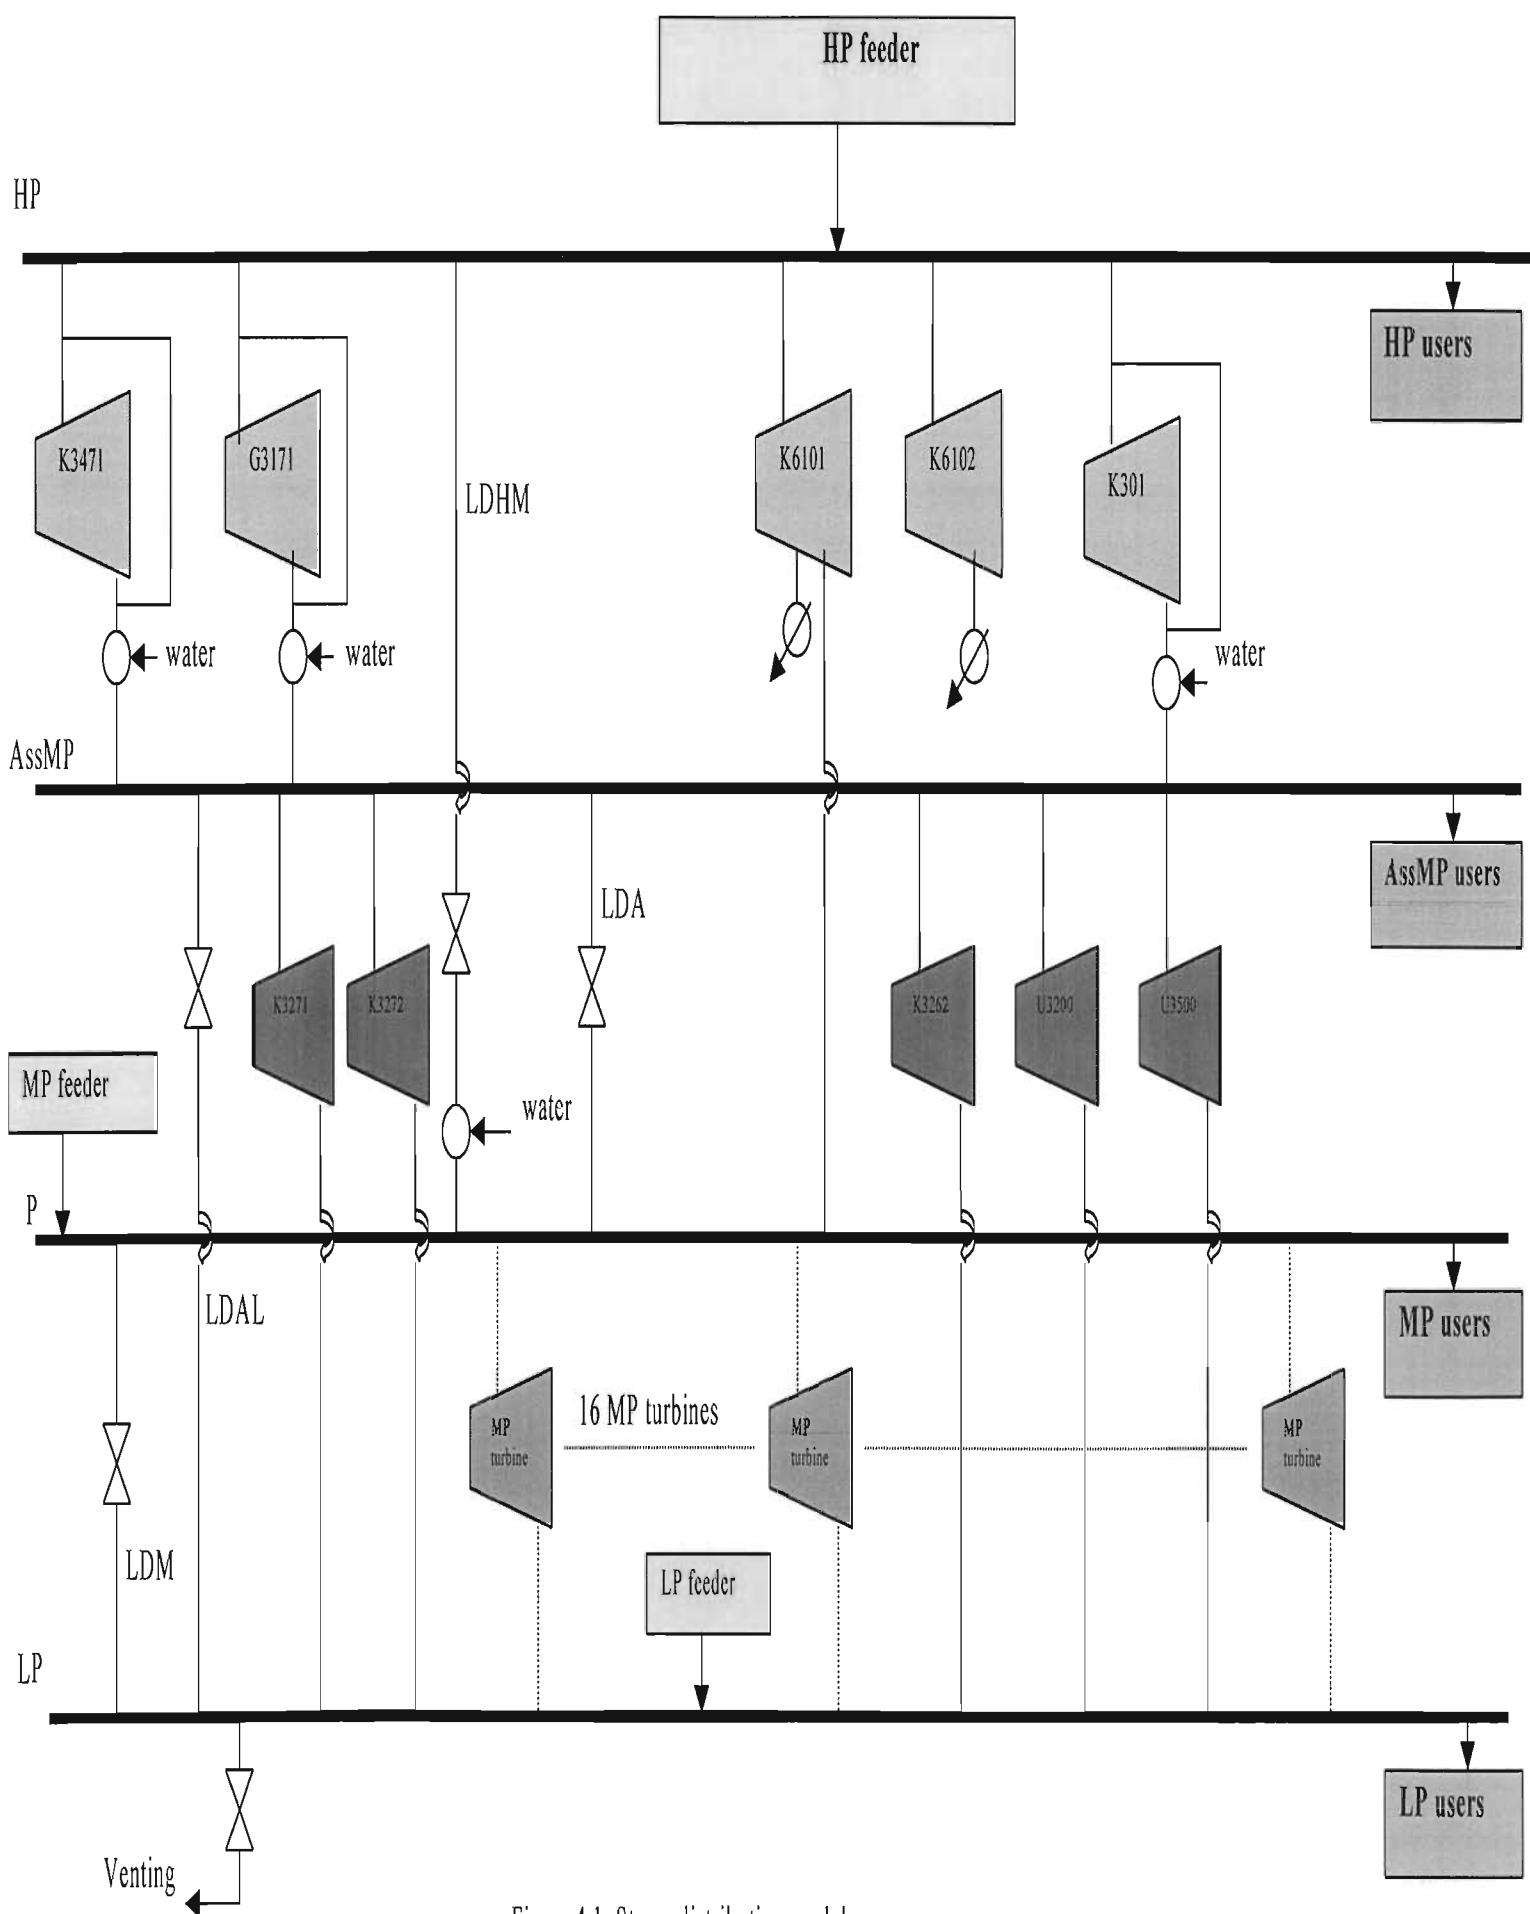 HP feeder
HP
HP users
K3471
G3171
LDHM
K6101
K6102
K301
water
water
water
AssMP
AssMP users
LDA
K3271
K3272
K3262
U3200
U3500
MP feeder
water
P
LDAL
MP users
16 MP turbines
MP
turbine
MP
turbine
MP
turbine
LDM
LP feeder
LP
LP users
Venting